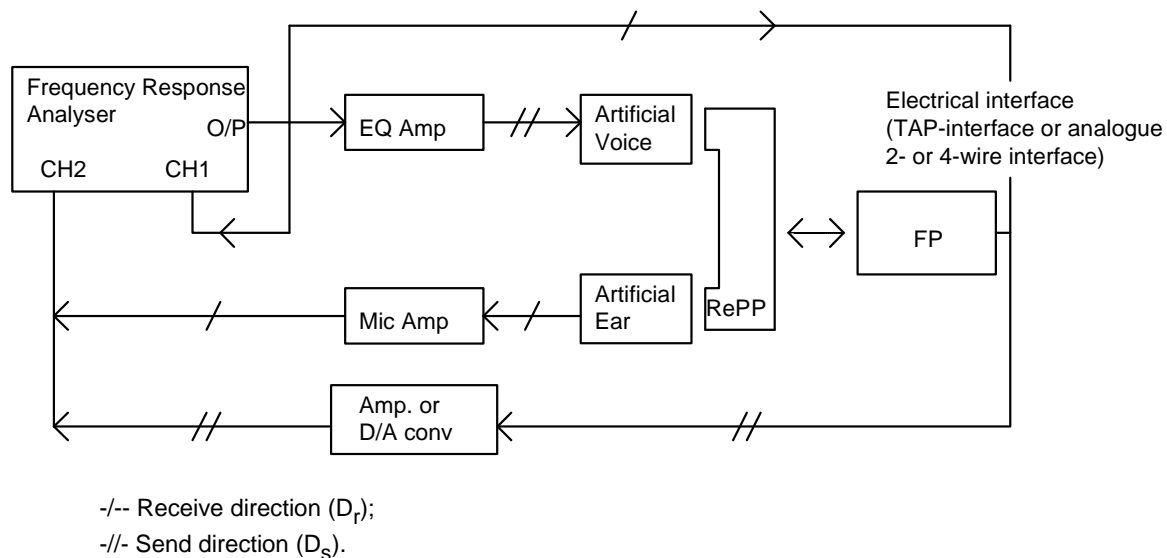 Frequency Response
Analyser
O/P
CH2
CH1
EQ Amp
Artificial
Voice
Electrical interface
(TAP-interface or analogue
2- or 4-wire interface)
FP
Mic Amp
Artificial
Ear
RePP
Amp. or
D/A conv
-/-- Receive direction (Dr);
-//- Send direction (Ds).